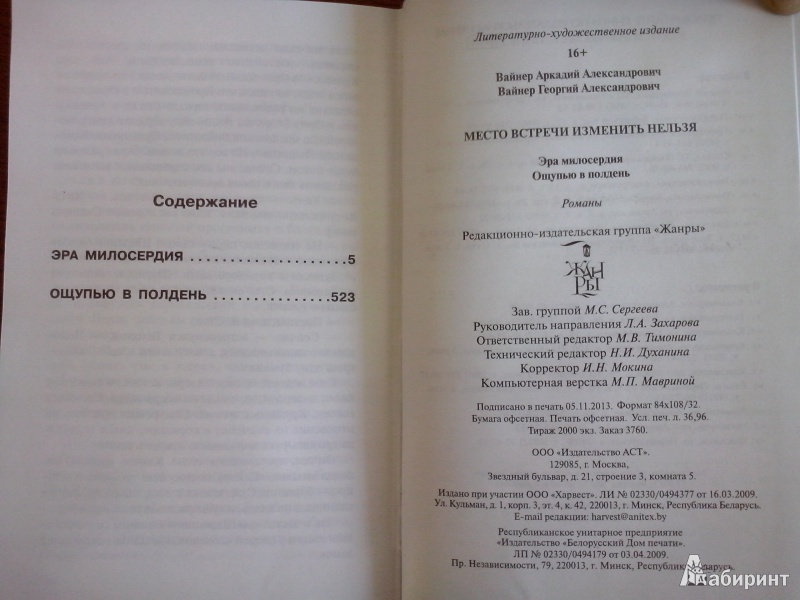 Содержание
ЭРА МИЛОСЕРДИЯ ....................5
ОЩУПЬЮ В ПОЛДЕНЬ ...............523
Литературно-художественное издание
16+
Вайнер Аркадий Александрович
Вайнер Георгий Александрович
МЕСТО ВСТРЕЧИ ИЗМЕНИТЬ НЕЛЬЗЯ
Эра милосердия
Ощупью в полдень
Романы
Редакционно-издательская группа «Жанры»
ЖАН
РЫ
Зав. группой М.С. Сергеева
Руководитель направления Л.А. Захарова
Ответственный редактор М.В. Тимонина
Технический редактор Н.И. Духанина
Корректор И.Н. Мокина
Компьютерная верстка М.П. Мавриной
Подписано в печать 05.11.2013. Формат 84х108/32.
Бумага офсетная. Печать офсетная. Усл. печ. л. 36,96.
Тираж 2000 экз. Заказ 3760.
ООО «Издательство АСТ».
129085, г. Москва,
Звездный бульвар, д. 21, строение 3, комната 5.
Издано при участии ООО «Харвест». ЛИ № 02330/0494377 от 16.03.2009.
Ул. Кульман, д. 1, корп. 3, эт. 4, к. 42, 220013, г. Минск, Республика Беларусь.
E-mail редакции: harvest@anitex.by
Республиканское унитарное предприятие
«Издательство «Белорусский Дом печати».
ЛП № 02330/0494179 от 03.04.2009.
Пр. Независимости, 79, 220013, г. Минск, Республика Беларусь.
Лабиринт